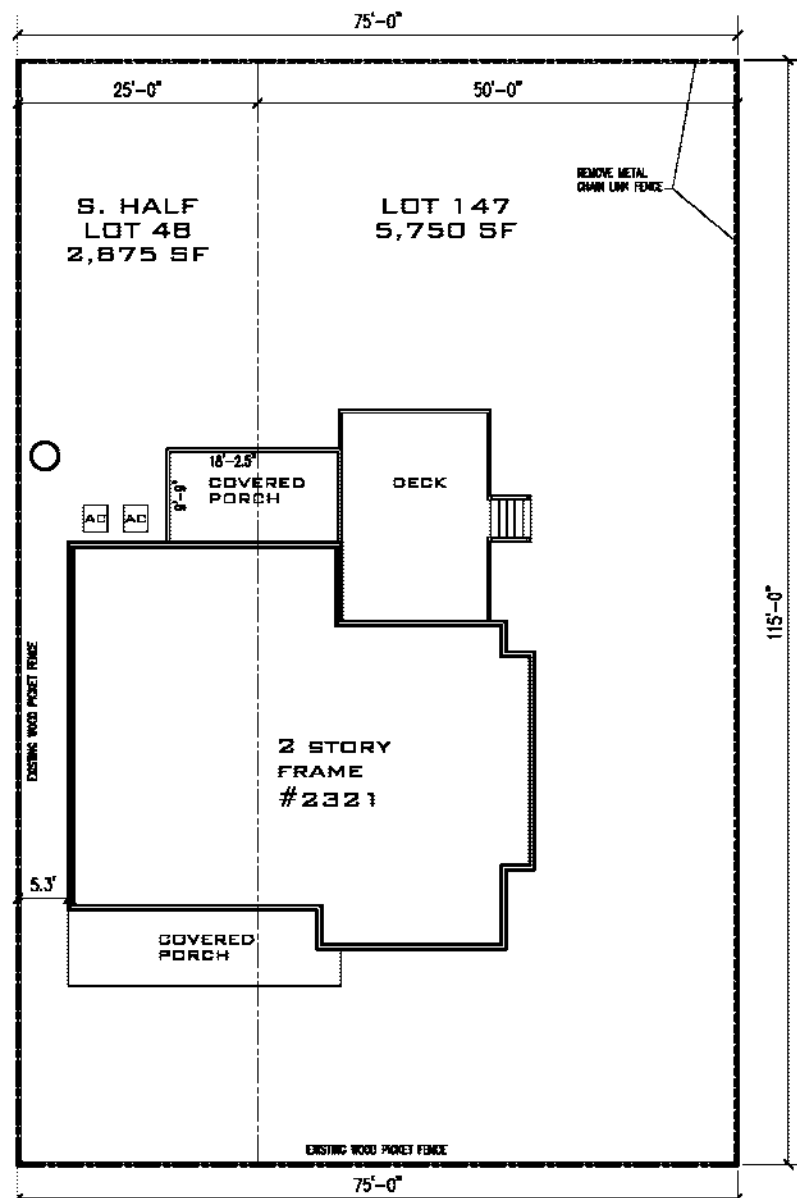 75'-0"
25'-0"
50'-0"
REMOVE METAL
CHAIN LINK FENCE
S. HALF
LOT 48
2,875 SF
LOT 147
5,750 SF
18'-2.5"
COVERED
PORCH
9'-9"
DECK
AC
AC
115'-0"
EXISTING WOOD PICKET FENCE
2 STORY
FRAME
#2321
5.3'
COVERED
PORCH
EXISTING WOOD PICKET FENCE
75'-0"